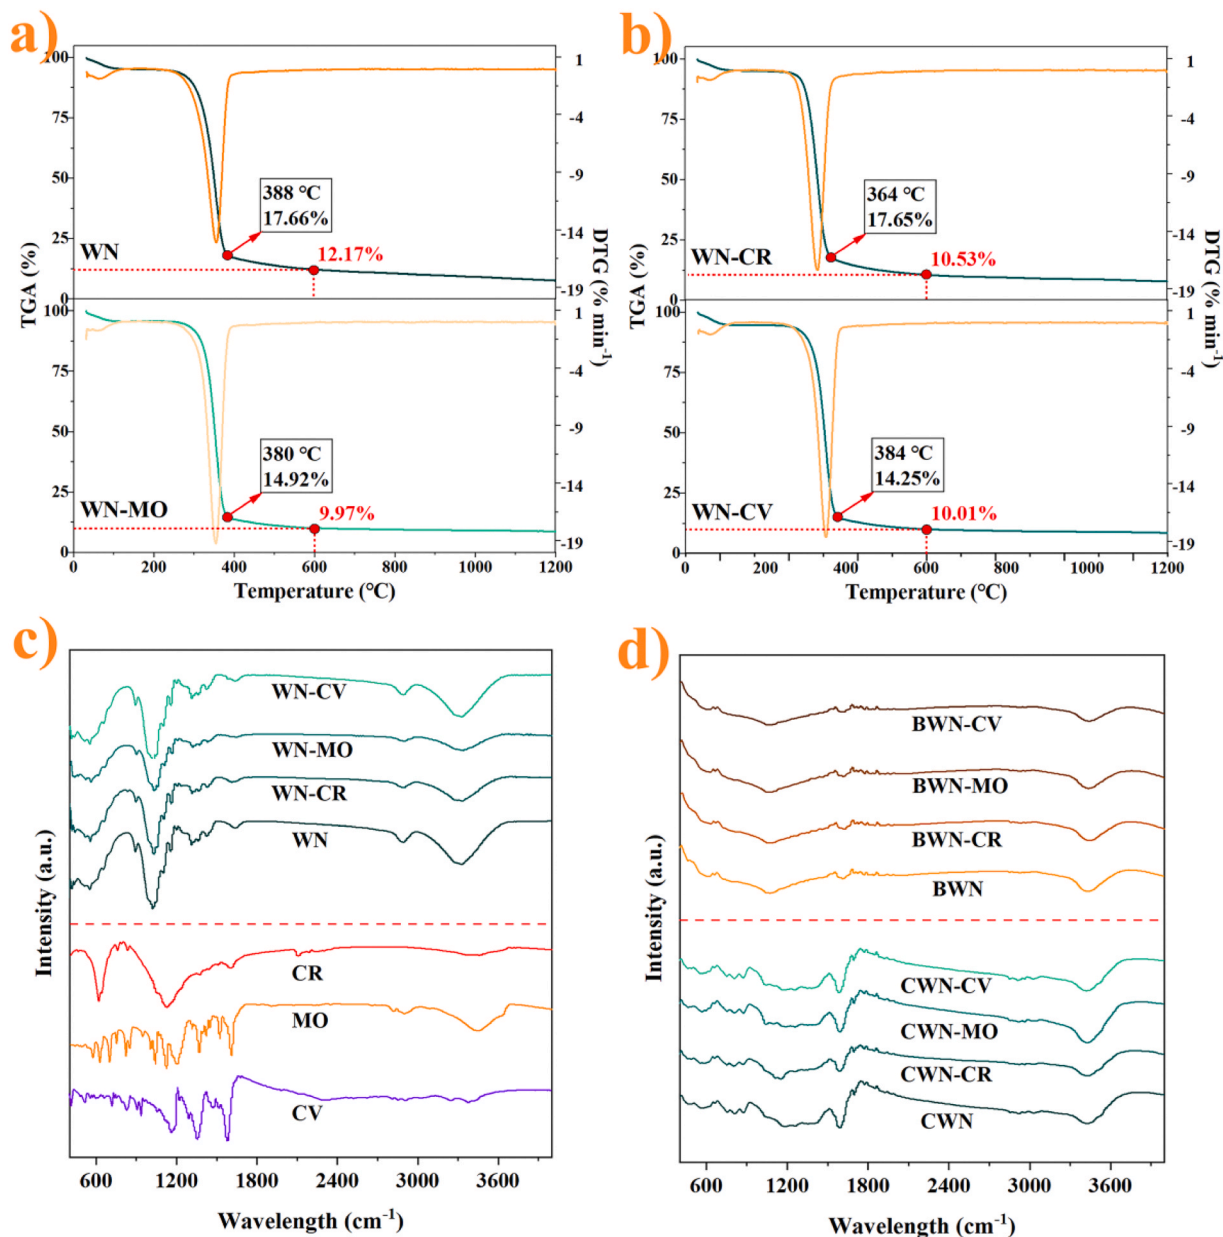 a)
100
75
50
25
0
TGA (%)
1
-4
-9
-14
-19
DTG (% min-1)
388 °C
17.66%
12.17%
WN
100
75
50
25
0
1
-4
-9
-14
-19
380 °C
14.92%
9.97%
WN-MO
0 200 400 600 800 1000 1200
Temperature (°C)
b)
100
75
50
25
0
TGA (%)
1
-4
-9
-14
-19
DTG (% min-1)
364 °C
17.65%
10.53%
WN-CR
100
75
50
25
0
1
-4
-9
-14
-19
384 °C
14.25%
10.01%
WN-CV
0 200 400 600 800 1000 1200
Temperature (°C)
c)
Intensity (a.u.)
WN-CV
WN-MO
WN-CR
WN
CR
MO
CV
600 1200 1800 2400 3000 3600
Wavelength (cm-1)
d)
Intensity (a.u.)
BWN-CV
BWN-MO
BWN-CR
BWN
CWN-CV
CWN-MO
CWN-CR
CWN
600 1200 1800 2400 3000 3600
Wavelength (cm-1)